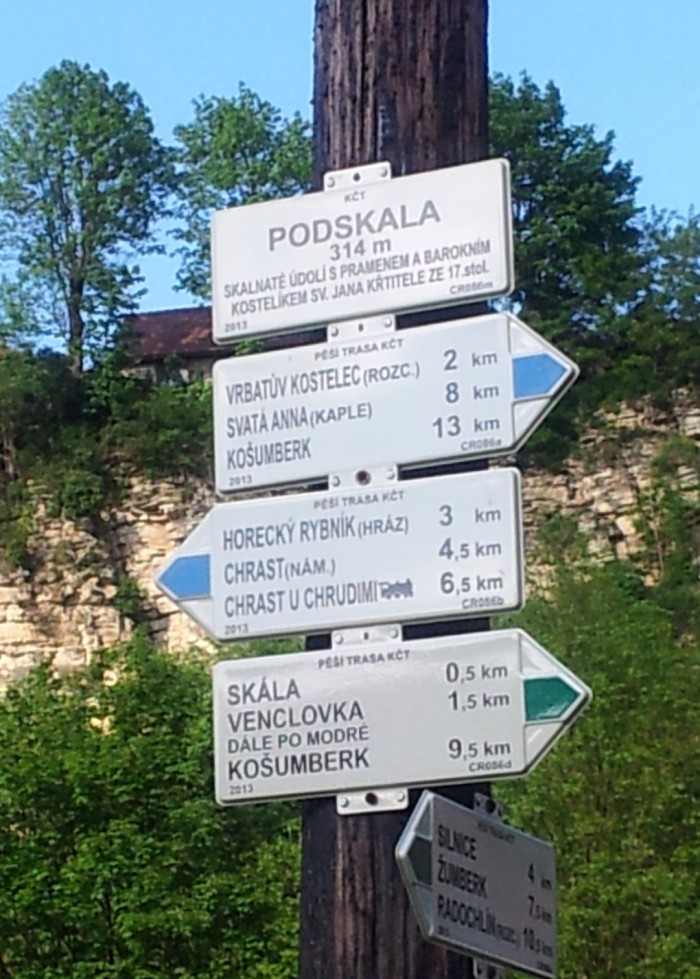 KČT
PODSKALA
314 m
SKALNATÉ ÚDOLÍ S PRAMENEM A BAROKNÍM
KOSTELÍKEM SV. JANA KŘTITELE ZE 17.stol.
2013 CR086m
PĚŠÍ TRASA KČT
VRBATŮV KOSTELEC (ROZC.) 2 km
SVATÁ ANNA (KAPLE) 8 km
KOŠUMBERK 13 km
2013 CR086a
PĚŠÍ TRASA KČT
HORECKÝ RYBNÍK (HRÁZ) 3 km
CHRAST (NÁM.) 4,5 km
CHRAST U CHRUDIMI 6,5 km
2013 CR086b
PĚŠÍ TRASA KČT
SKÁLA 0,5 km
VENCLOVKA 1,5 km
DÁLE PO MODRÉ
KOŠUMBERK 9,5 km
2013 CR086d
PĚŠÍ TRASA KČT
SILNICE 4 km
ŽUMBERK 7,5 km
RADOCHLÍN (ROZC.) 10,5 km
2013